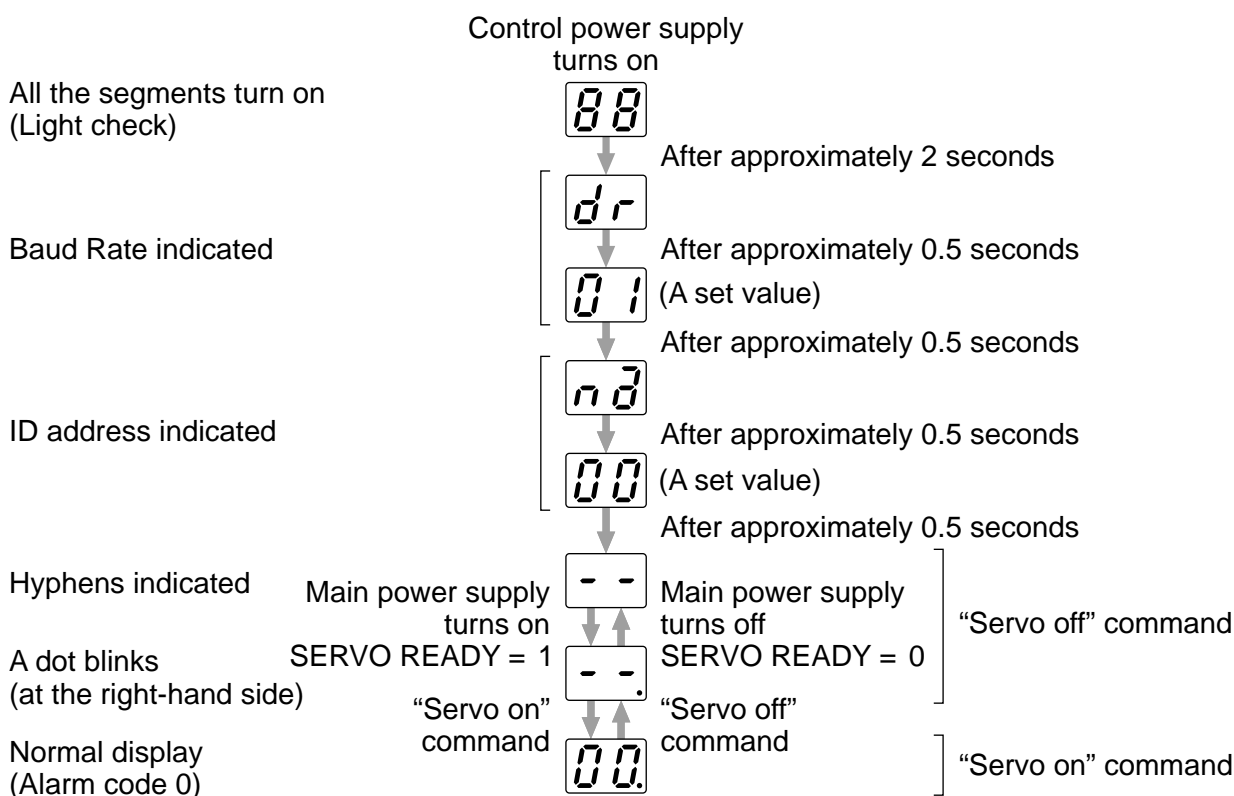 Control power supply
turns on
All the segments turn on
(Light check)
88
After approximately 2 seconds
dr
Baud Rate indicated
After approximately 0.5 seconds
01
(A set value)
After approximately 0.5 seconds
nd
ID address indicated
After approximately 0.5 seconds
00
(A set value)
After approximately 0.5 seconds
Hyphens indicated
- -
Main power supply
turns on
SERVO READY = 1
Main power supply
turns off
SERVO READY = 0
“Servo off” command
A dot blinks
(at the right-hand side)
- -.
“Servo on”
command
“Servo off”
command
Normal display
(Alarm code 0)
00.
“Servo on” command